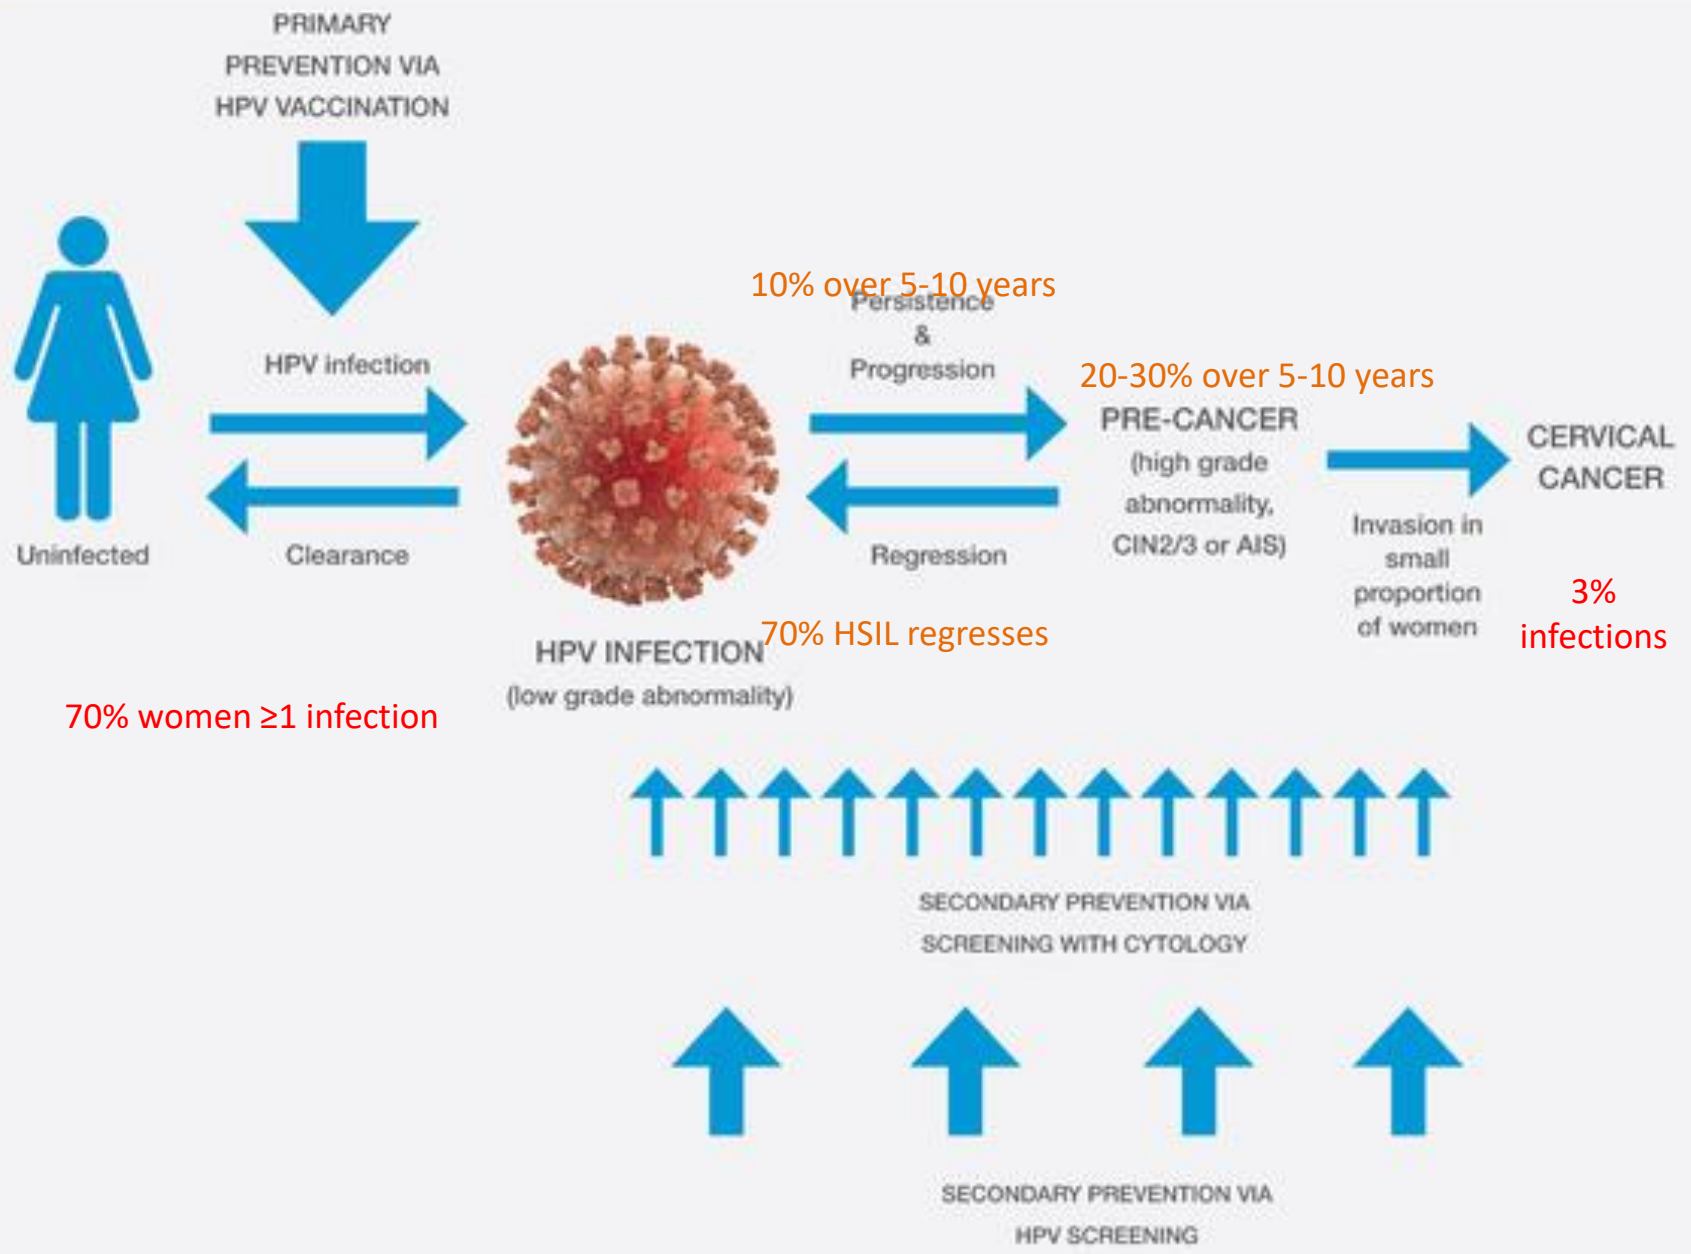 PRIMARY
PREVENTION VIA
HPV VACCINATION
10% over 5-10 years
Persistence
&
Progression
HPV infection
20-30% over 5-10 years
PRE-CANCER
(high grade
abnormality,
CIN2/3 or AIS)
CERVICAL
CANCER
Invasion in
small
proportion
of women
3%
infections
Uninfected
Clearance
Regression
70% HSIL regresses
HPV INFECTION
(low grade abnormality)
70% women ≥1 infection
SECONDARY PREVENTION VIA
SCREENING WITH CYTOLOGY
SECONDARY PREVENTION VIA
HPV SCREENING